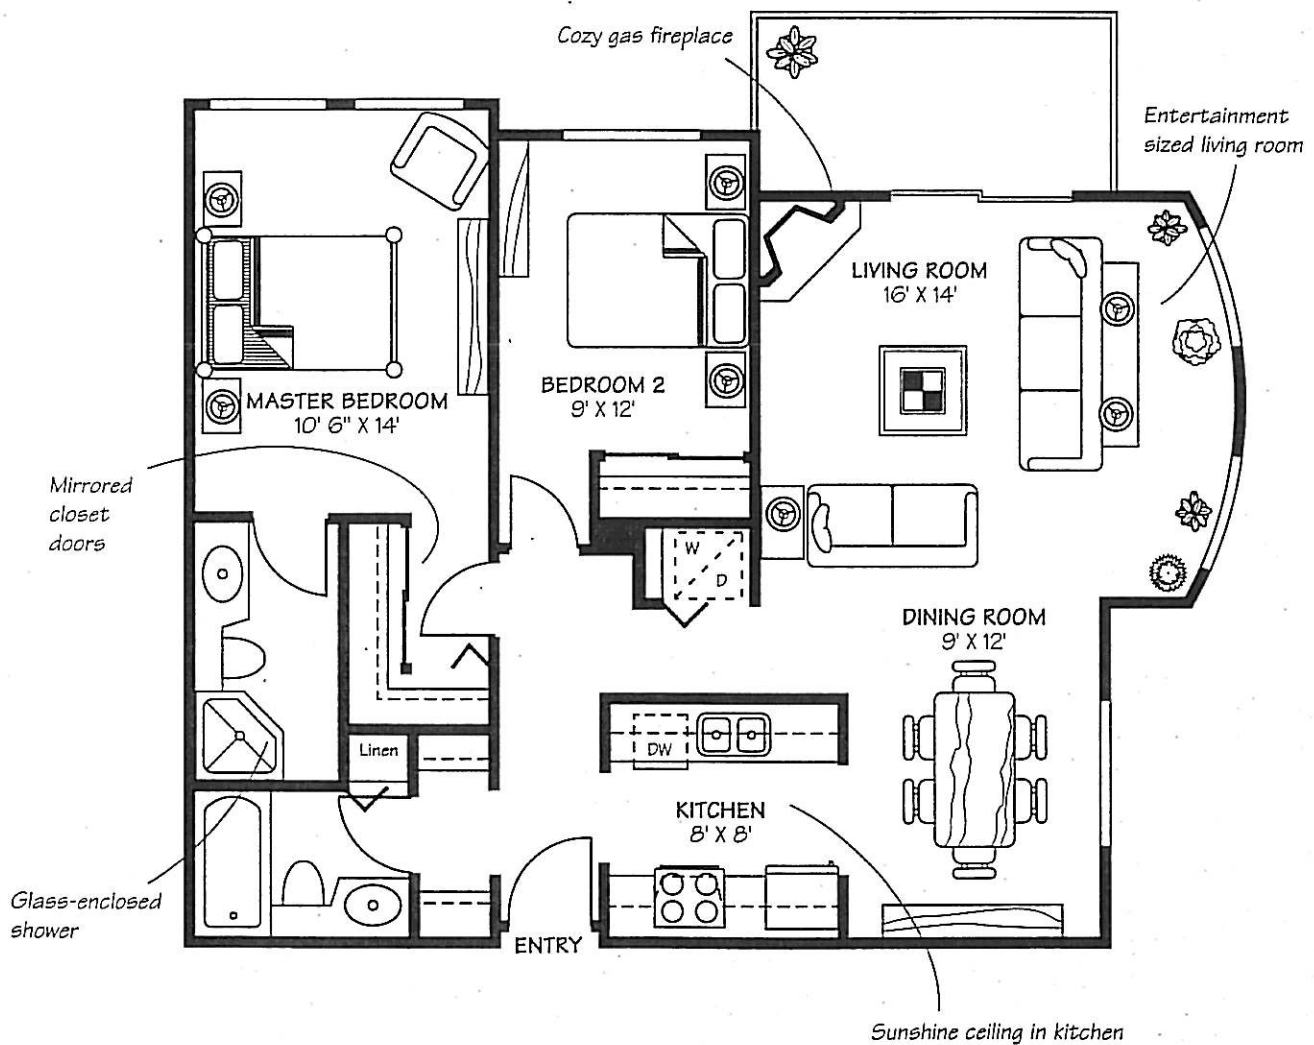 Cozy gas fireplace
Entertainment
sized living room
LIVING ROOM
16' X 14'
BEDROOM 2
9' X 12'
MASTER BEDROOM
10' 6" X 14'
Mirrored
closet
doors
W
D
DINING ROOM
9' X 12'
Linen
DW
KITCHEN
8' X 8'
Glass-enclosed
shower
ENTRY
Sunshine ceiling in kitchen